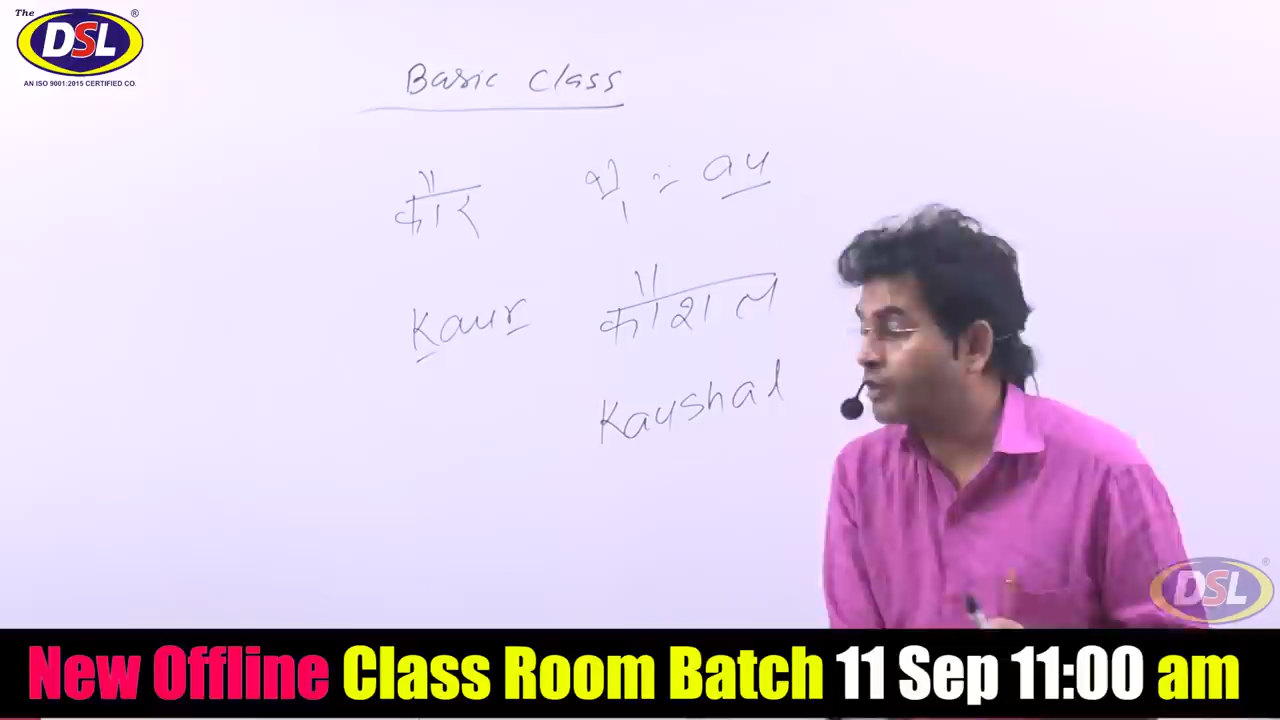 The
DSL
AN ISO 9001:2015 CERTIFIED CO.
Basic Class
कौर ौ = au
Kaur कौशल
Kaushal
DSL
New Offline Class Room Batch 11 Sep 11:00 am